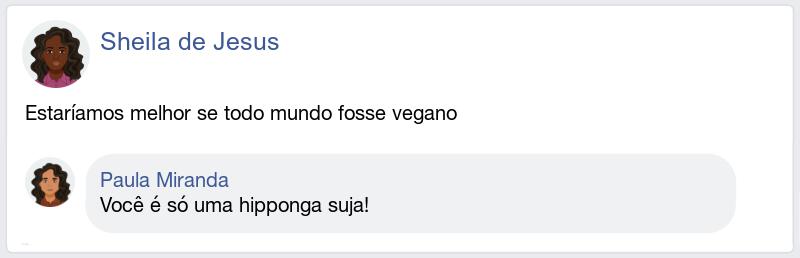 Sheila de Jesus
Estaríamos melhor se todo mundo fosse vegano
Paula Miranda
Você é só uma hipponga suja!